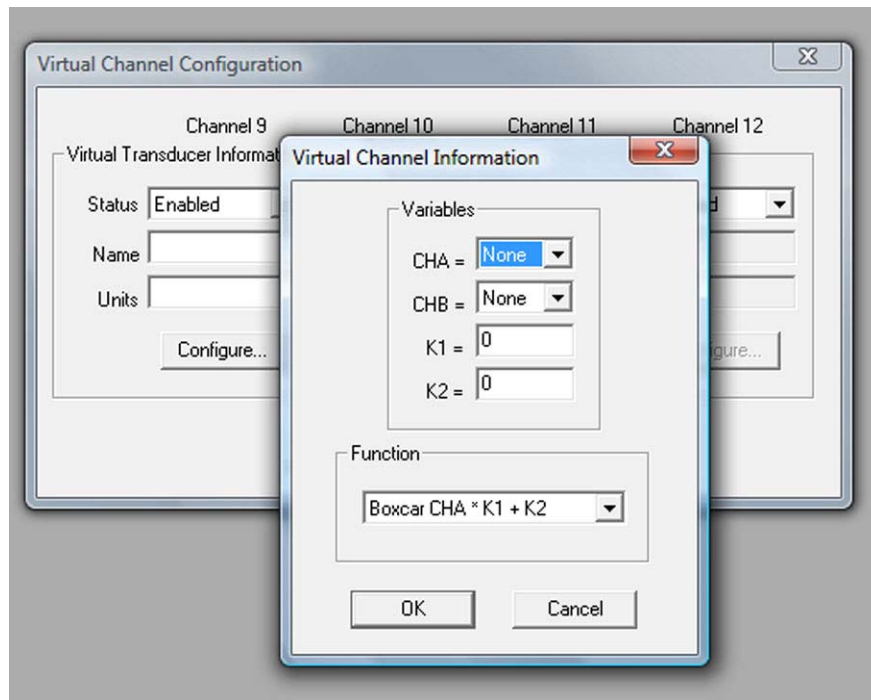 Virtual Channel Configuration
Channel 9 Channel 10 Channel 11 Channel 12
Virtual Transducer Informat
Status Enabled
Name
Units
Configure...
Virtual Channel Information
Variables
CHA = None
CHB = None
K1 = 0
K2 = 0
Function
Boxcar CHA * K1 + K2
OK Cancel
d
igure...